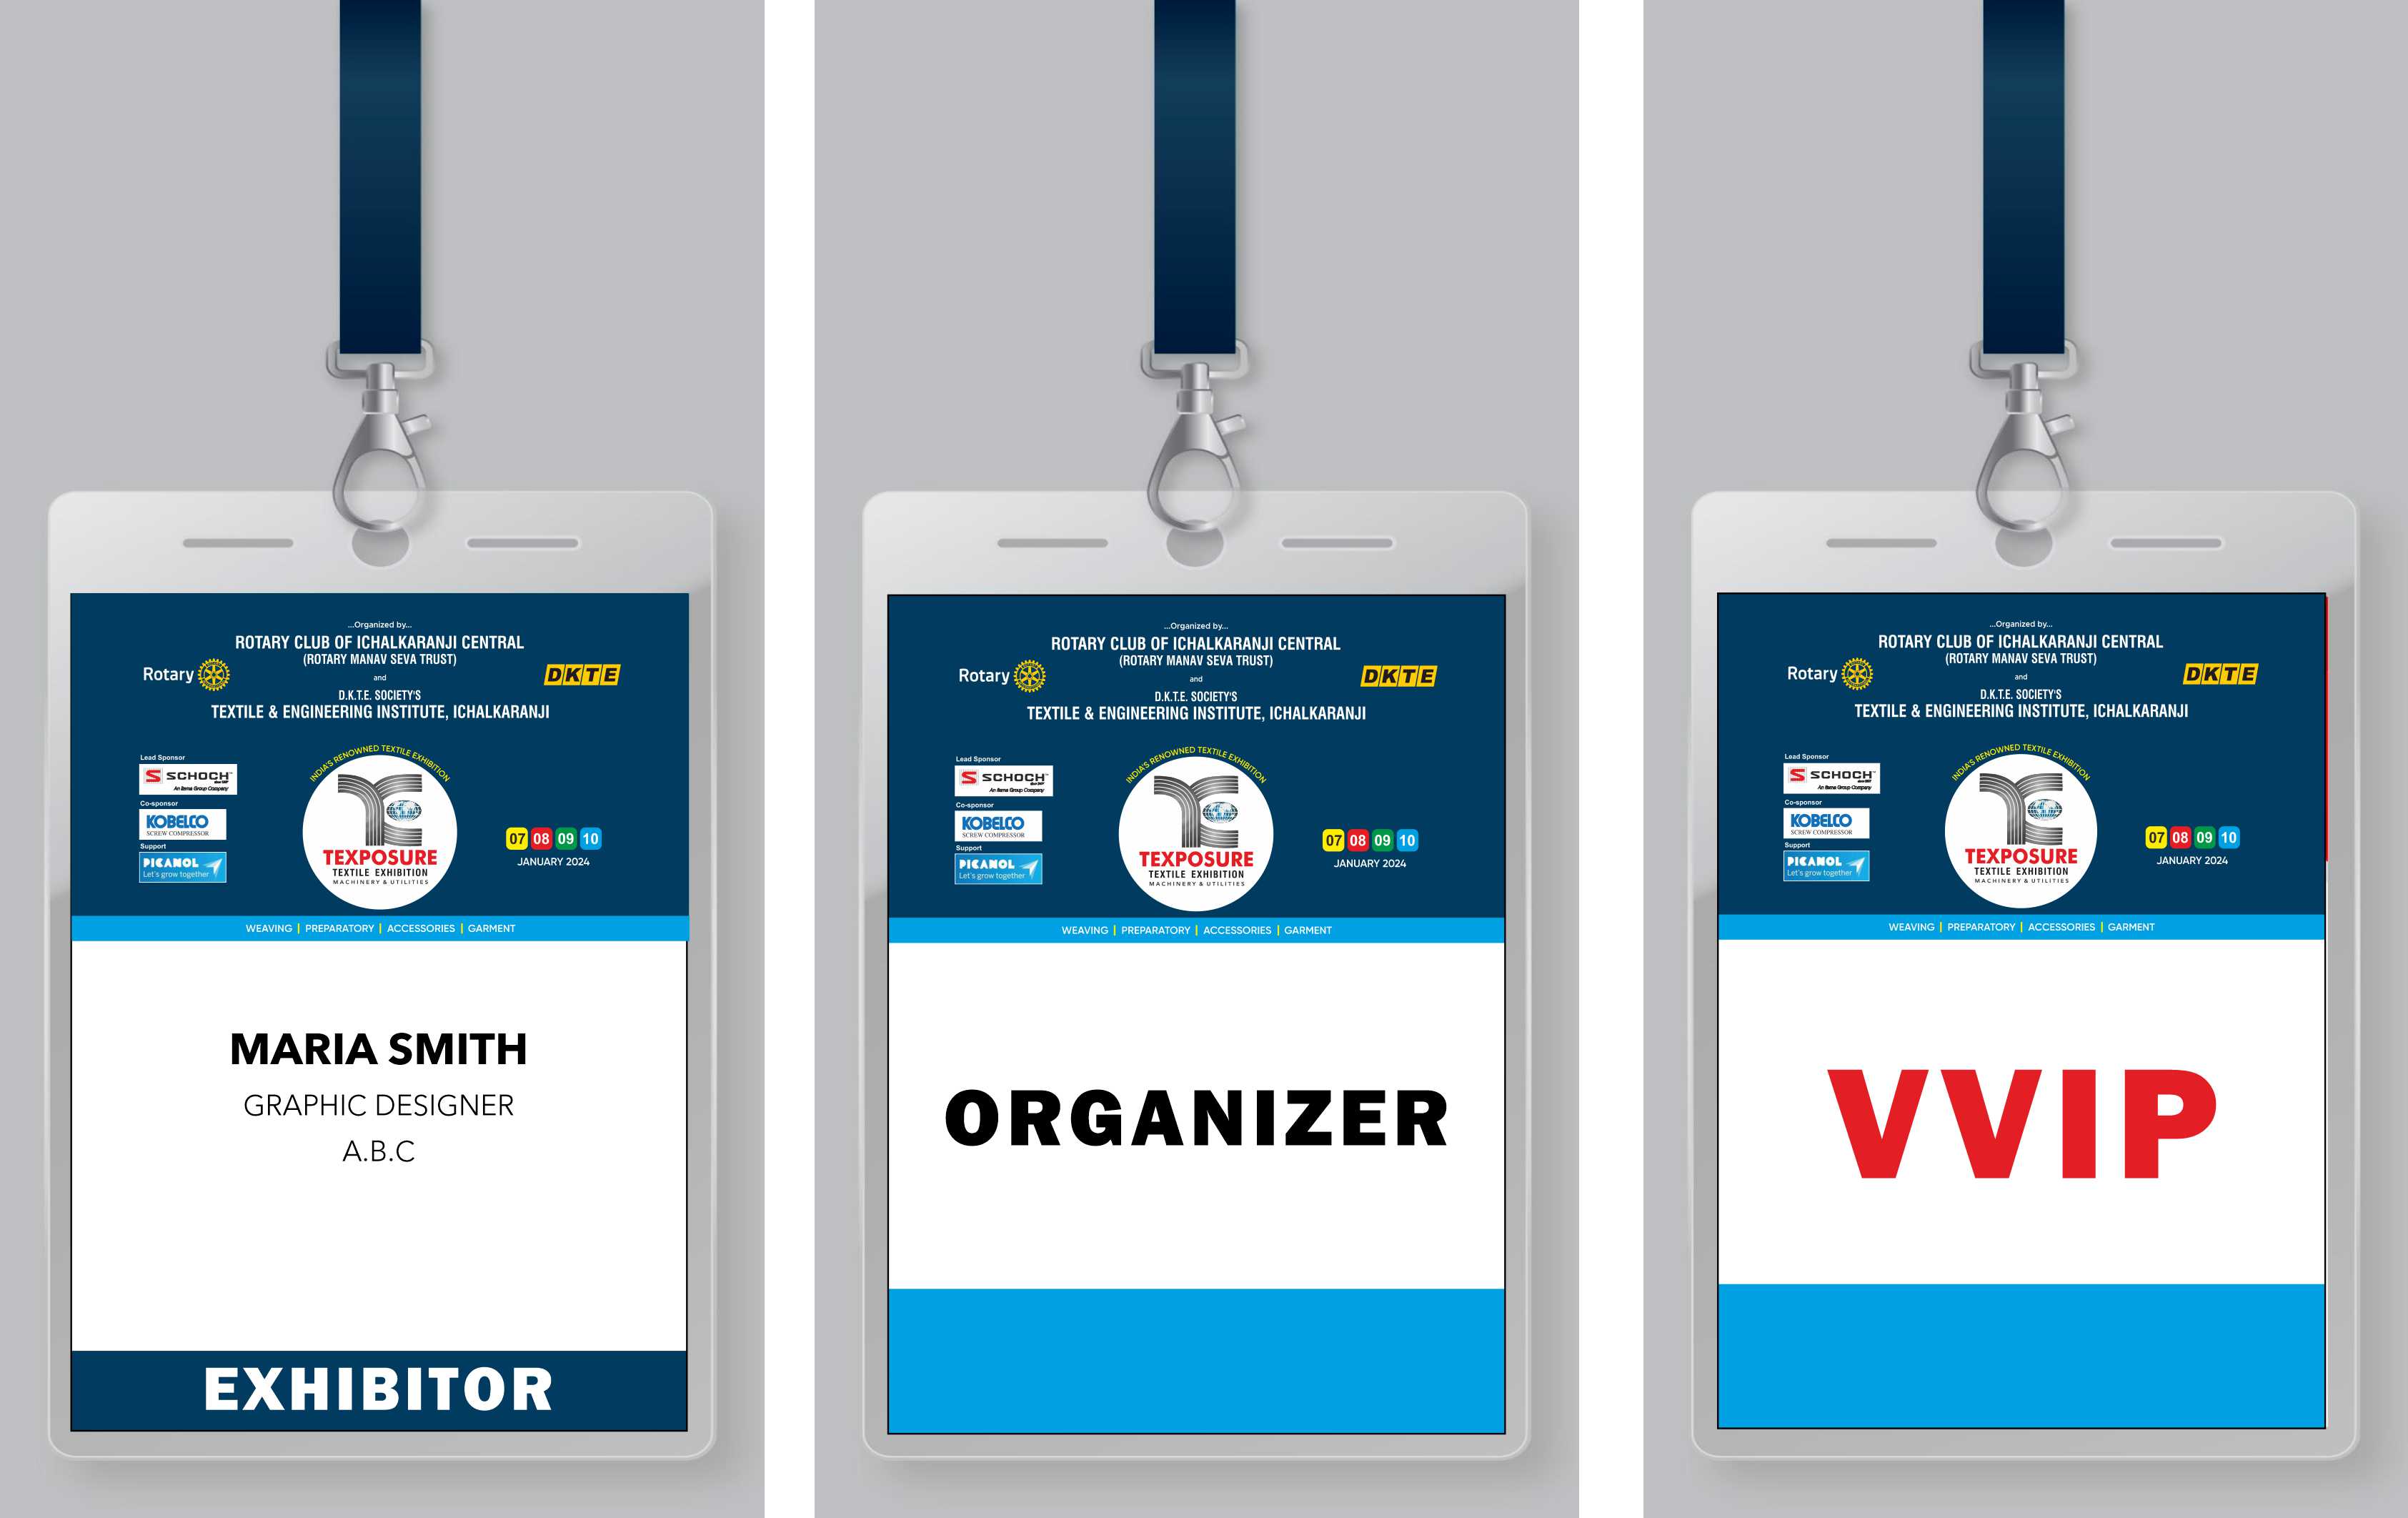 ...Organized by...
ROTARY CLUB OF ICHALKARANJI CENTRAL
(ROTARY MANAV SEVA TRUST)
Rotary
DKTE
and
D.K.T.E. SOCIETY'S
TEXTILE & ENGINEERING INSTITUTE, ICHALKARANJI
Lead Sponsor
S SCHOCH
An Itema Group Company
Co-sponsor
KOBELCO
SCREW COMPRESSOR
Support
PICANOL
Let's grow together
INDIA'S RENOWNED TEXTILE EXHIBITION
TEXPOSURE
TEXTILE EXHIBITION
MACHINERY & UTILITIES
07 08 09 10
JANUARY 2024
WEAVING | PREPARATORY | ACCESSORIES | GARMENT
MARIA SMITH
GRAPHIC DESIGNER
A.B.C
EXHIBITOR
...Organized by...
ROTARY CLUB OF ICHALKARANJI CENTRAL
(ROTARY MANAV SEVA TRUST)
Rotary
DKTE
and
D.K.T.E. SOCIETY'S
TEXTILE & ENGINEERING INSTITUTE, ICHALKARANJI
Lead Sponsor
S SCHOCH
An Itema Group Company
Co-sponsor
KOBELCO
SCREW COMPRESSOR
Support
PICANOL
Let's grow together
INDIA'S RENOWNED TEXTILE EXHIBITION
TEXPOSURE
TEXTILE EXHIBITION
MACHINERY & UTILITIES
07 08 09 10
JANUARY 2024
WEAVING | PREPARATORY | ACCESSORIES | GARMENT
ORGANIZER
...Organized by...
ROTARY CLUB OF ICHALKARANJI CENTRAL
(ROTARY MANAV SEVA TRUST)
Rotary
DKTE
and
D.K.T.E. SOCIETY'S
TEXTILE & ENGINEERING INSTITUTE, ICHALKARANJI
Lead Sponsor
S SCHOCH
An Itema Group Company
Co-sponsor
KOBELCO
SCREW COMPRESSOR
Support
PICANOL
Let's grow together
INDIA'S RENOWNED TEXTILE EXHIBITION
TEXPOSURE
TEXTILE EXHIBITION
MACHINERY & UTILITIES
07 08 09 10
JANUARY 2024
WEAVING | PREPARATORY | ACCESSORIES | GARMENT
VVIP